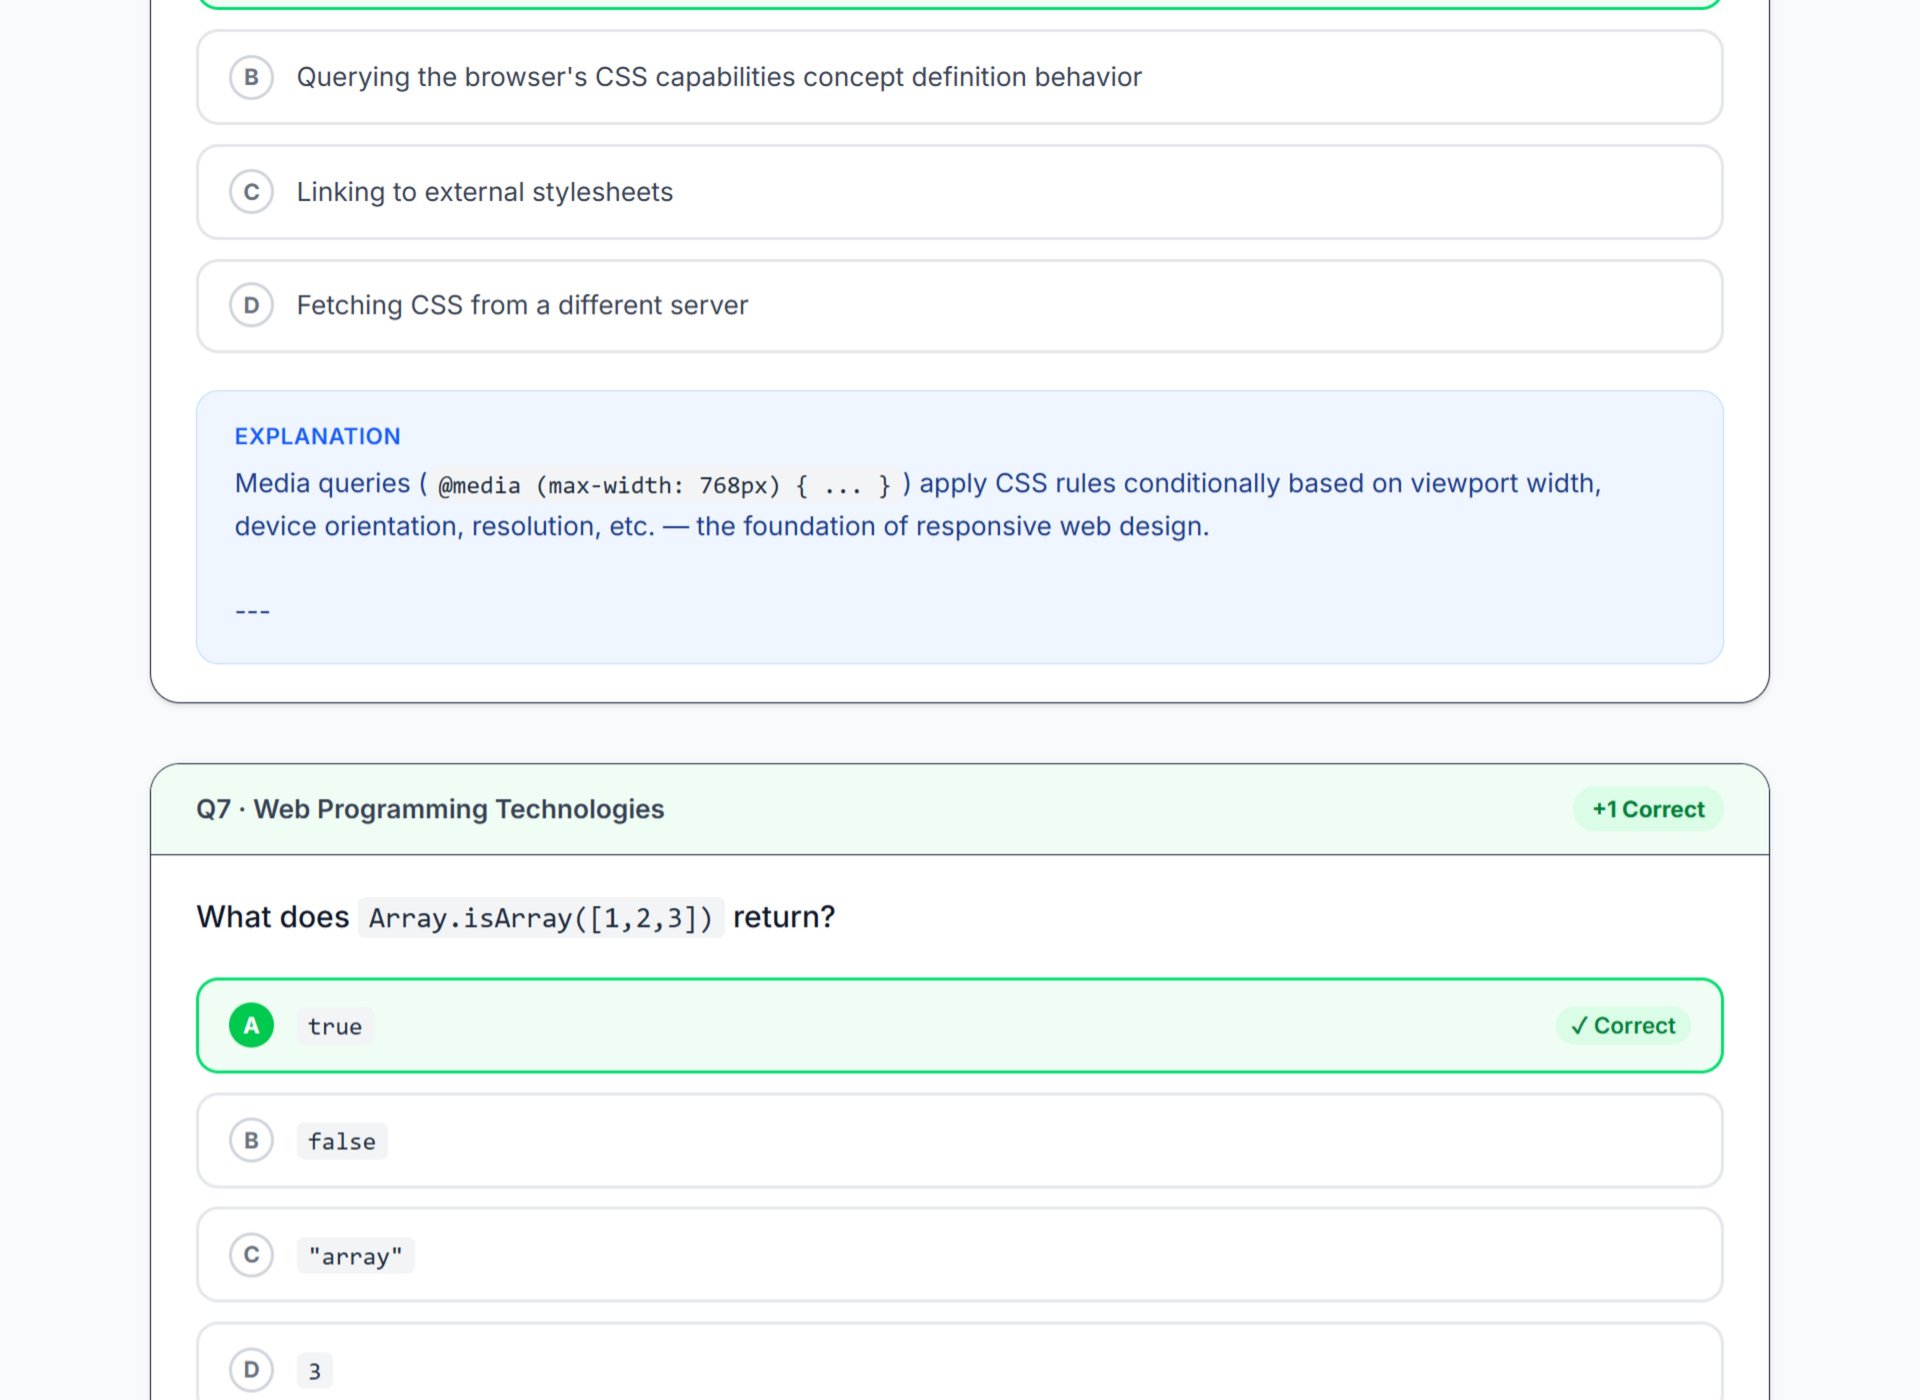 B Querying the browser's CSS capabilities concept definition behavior
C Linking to external stylesheets
D Fetching CSS from a different server
EXPLANATION
Media queries ( @media (max-width: 768px) { ... } ) apply CSS rules conditionally based on viewport width,
device orientation, resolution, etc. — the foundation of responsive web design.
---
Q7 · Web Programming Technologies +1 Correct
What does Array.isArray([1,2,3]) return?
A true ✓ Correct
B false
C "array"
D 3